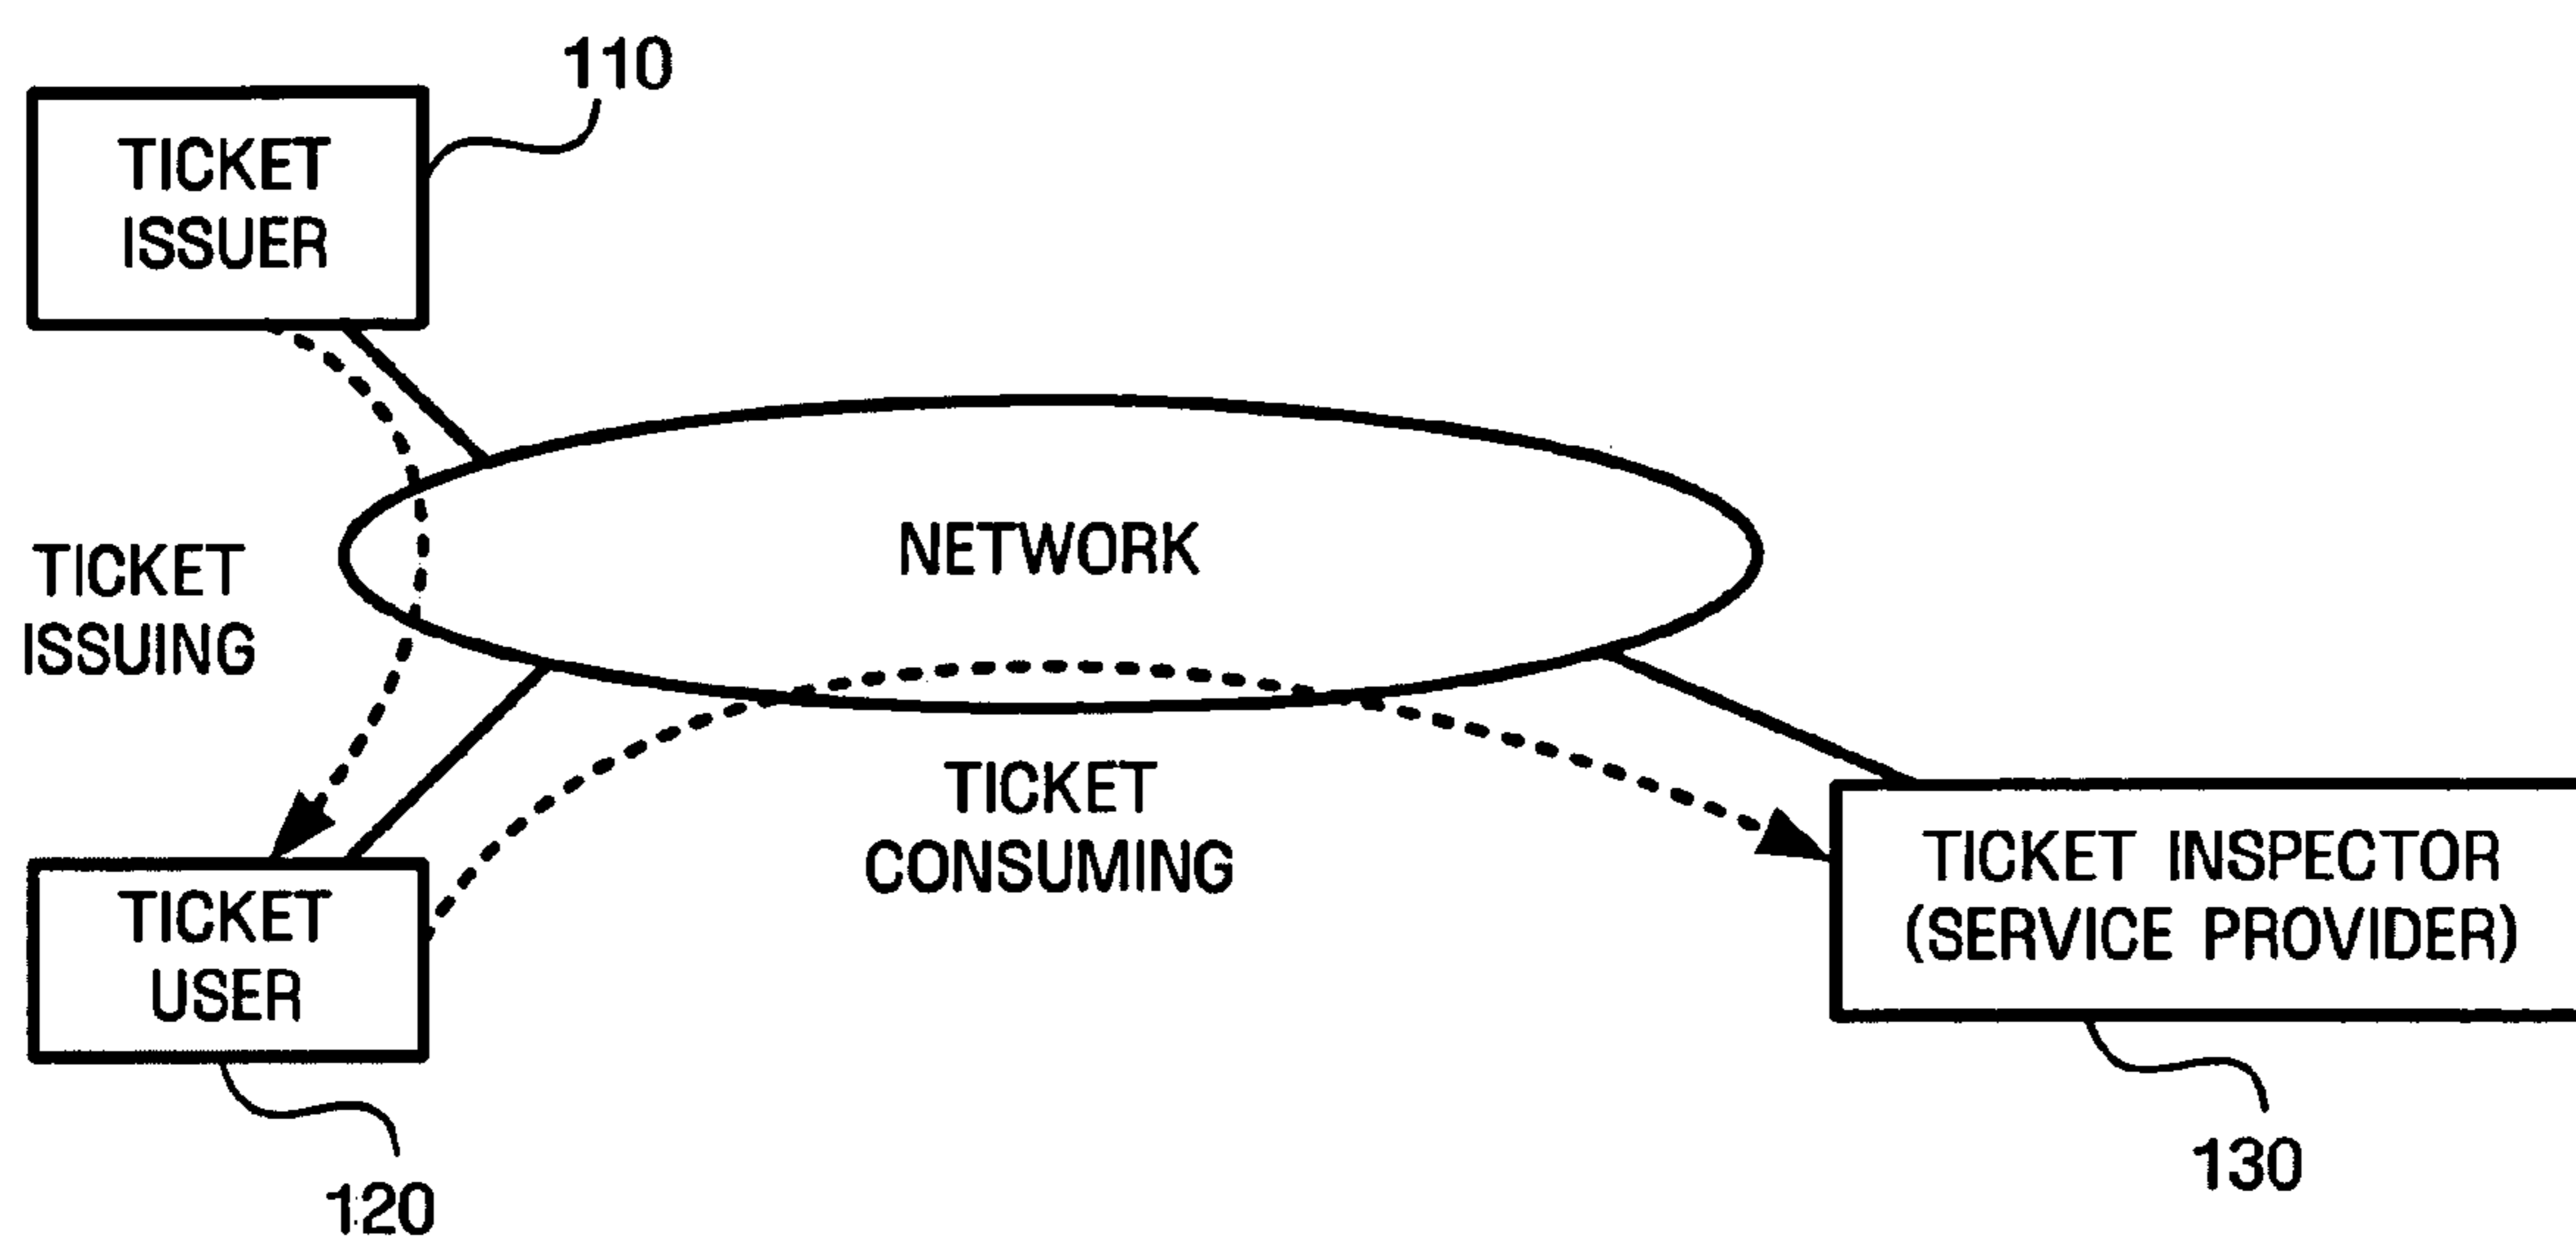 110
TICKET
ISSUER
NETWORK
TICKET
ISSUING
TICKET
CONSUMING
TICKET
USER
TICKET INSPECTOR
(SERVICE PROVIDER)
120
130